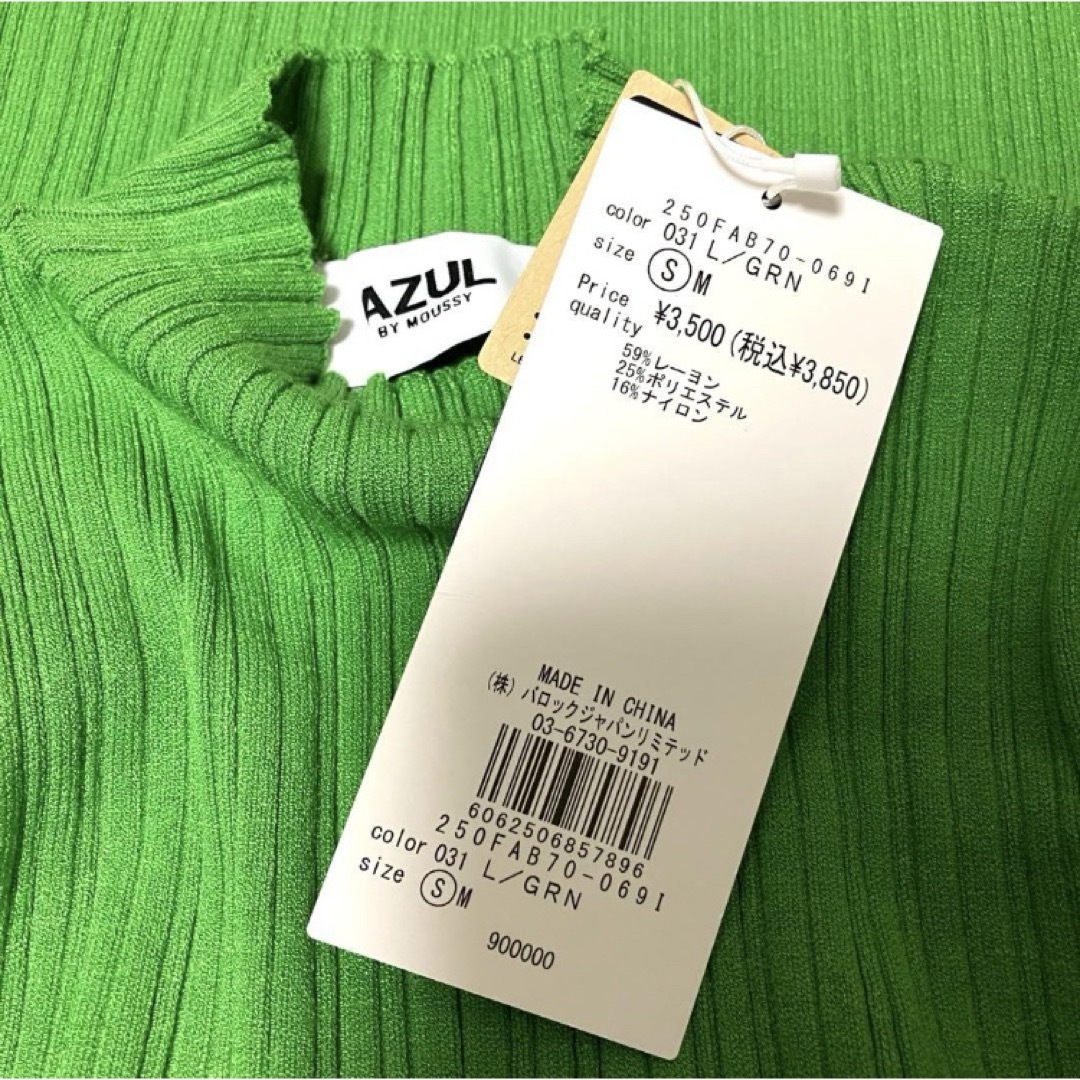 AZUL
BY MOUSSY
250FAB70-069I
color 031 L/GRN
size S M
Price ¥3,500(税込¥3,850)
quality
59%レーヨン
25%ポリエステル
16%ナイロン
MADE IN CHINA
(株)バロックジャパンリミテッド
03-6730-9191
6062506857896
250FAB70-069I
color 031 L/GRN
size S M
900000